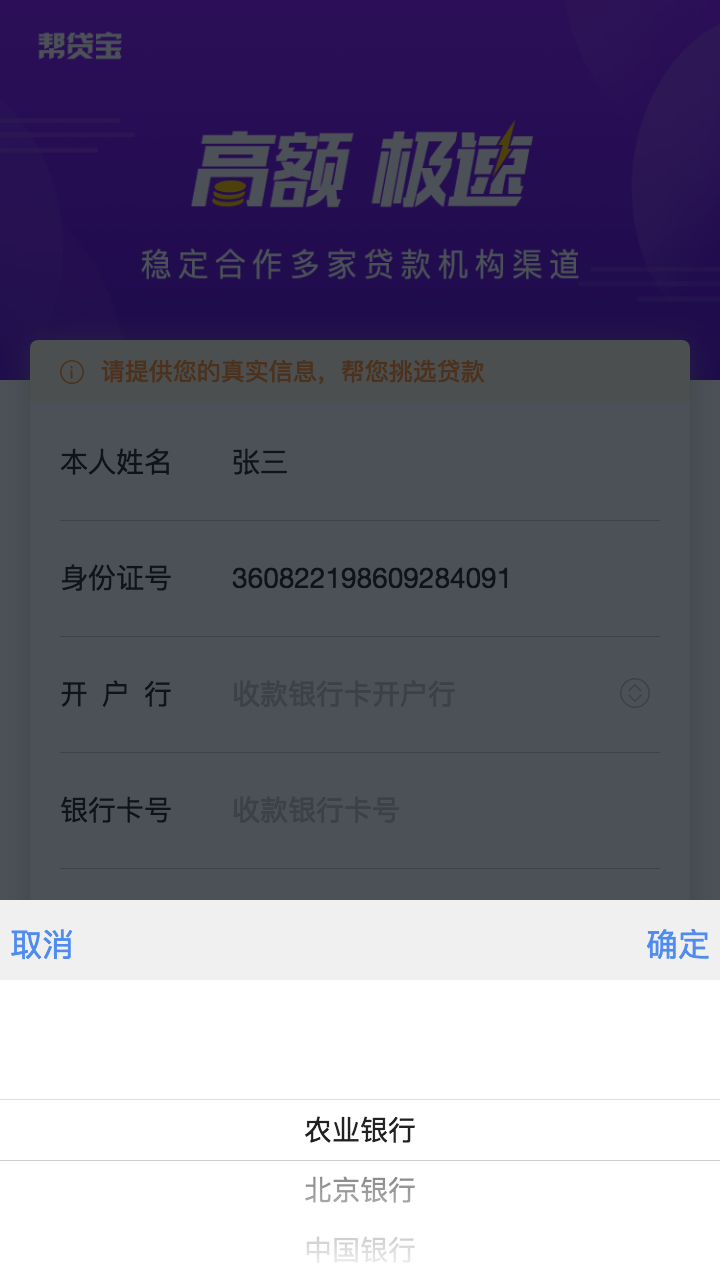 帮贷宝
高额 极速
稳定合作多家贷款机构渠道
请提供您的真实信息，帮您挑选贷款
本人姓名 张三
身份证号 360822198609284091
开户行 收款银行卡开户行
银行卡号 收款银行卡号
取消 确定
农业银行
北京银行
中国银行